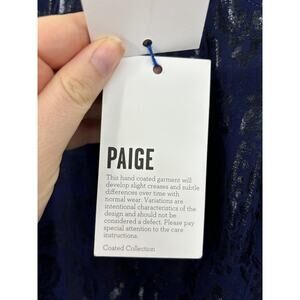 PAIGE
This hand coated garment will
develop slight creases and subtle
differences over time with
normal wear. Variations are
intentional characteristics of the
design and should not be
considered a defect. Please pay
special attention to the care
instructions.
Coated Collection